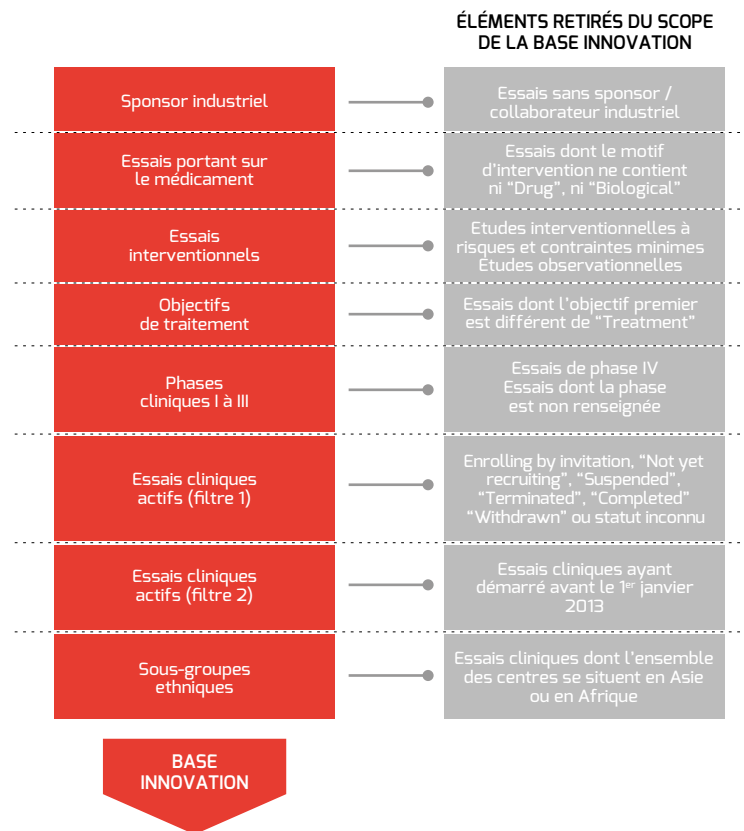 ÉLÉMENTS RETIRÉS DU SCOPE
DE LA BASE INNOVATION
Sponsor industriel
Essais sans sponsor /
collaborateur industriel
Essais portant sur
le médicament
Essais dont le motif
d'intervention ne contient
ni “Drug”, ni “Biological”
Essais
interventionnels
Etudes interventionnelles à
risques et contraintes minimes
Etudes observationnelles
Objectifs
de traitement
Essais dont l'objectif premier
est différent de “Treatment”
Phases
cliniques I à III
Essais de phase IV
Essais dont la phase
est non renseignée
Essais cliniques
actifs (filtre 1)
Enrolling by invitation, “Not yet
recruiting”, “Suspended”,
“Terminated”, “Completed”
“Withdrawn” ou statut inconnu
Essais cliniques
actifs (filtre 2)
Essais cliniques ayant
démarré avant le 1er janvier
2013
Sous-groupes
ethniques
Essais cliniques dont l'ensemble
des centres se situent en Asie
ou en Afrique
BASE
INNOVATION